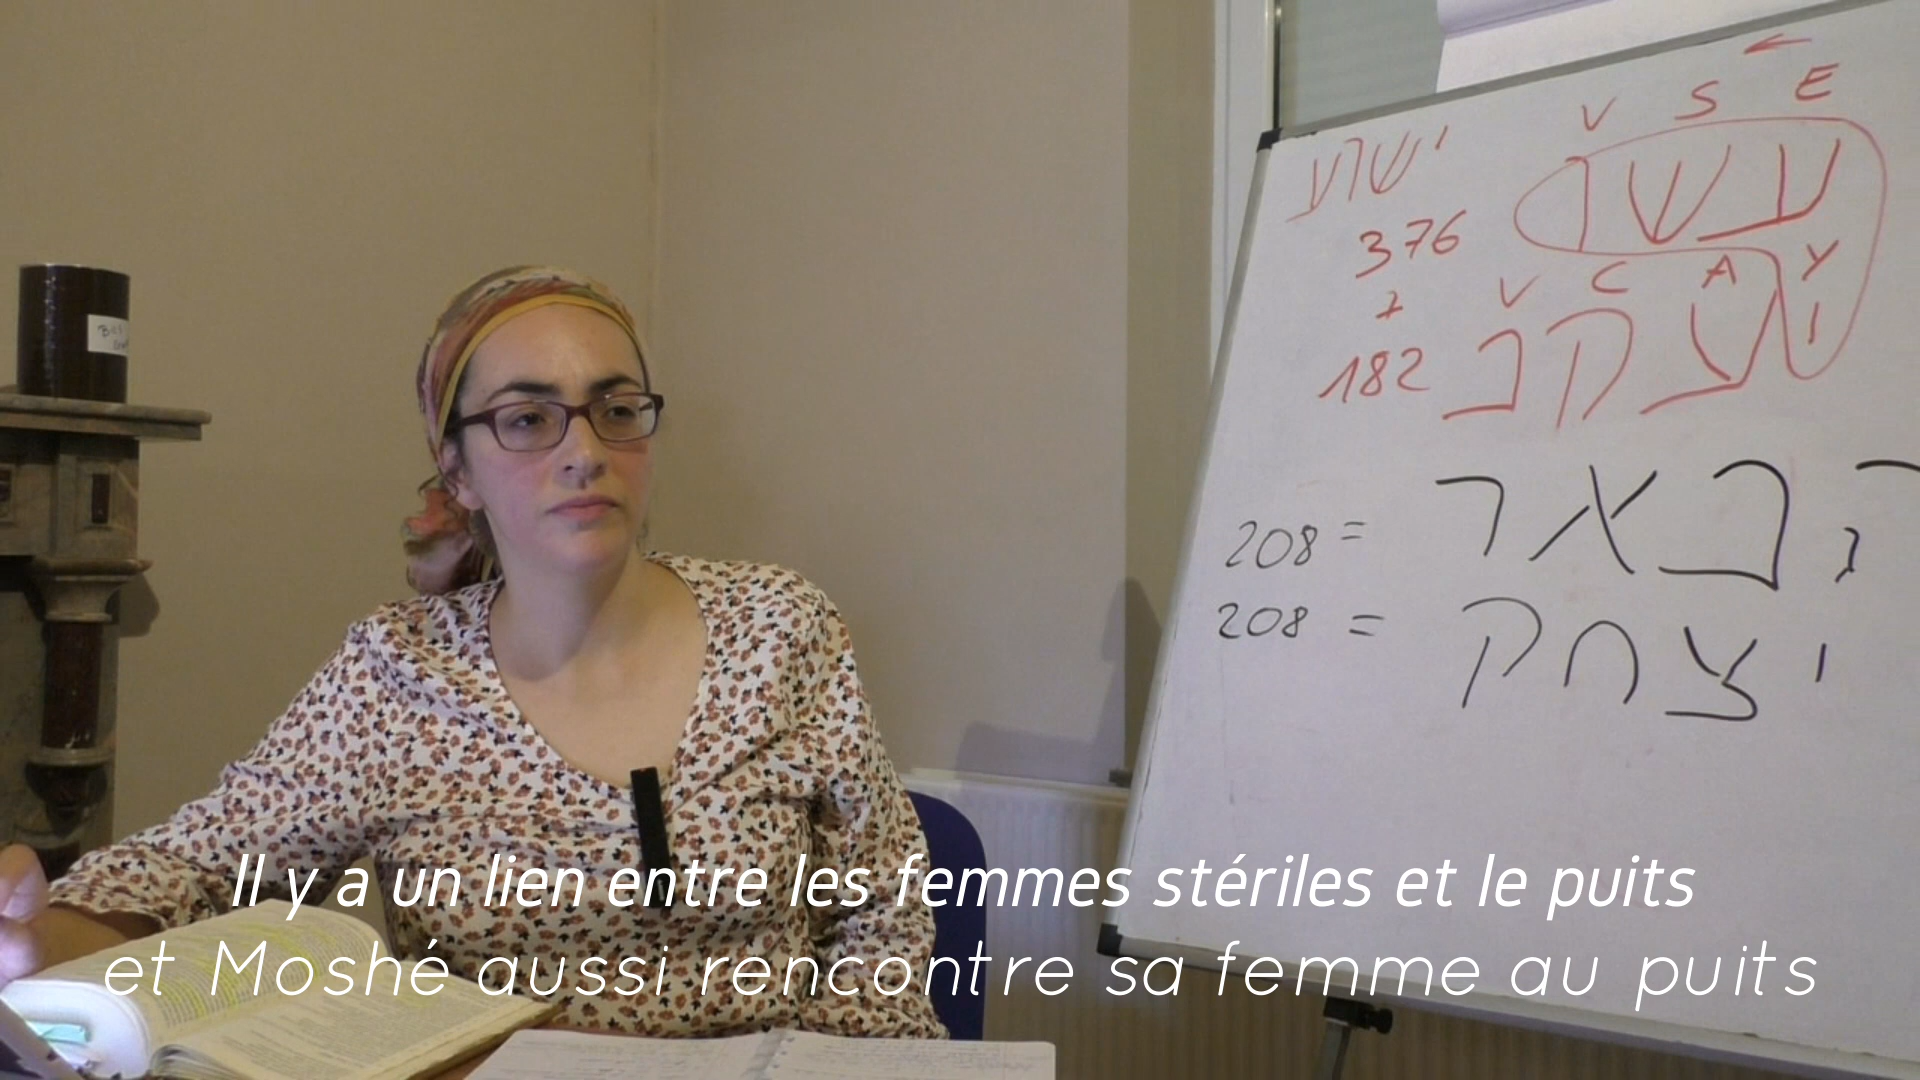 ←
V S E
ישוע עשו
376
V C A Y
+
182 יעקב
208 = הבאר
208 = יצחק
Il y a un lien entre les femmes stériles et le puits
et Moshé aussi rencontre sa femme au puits